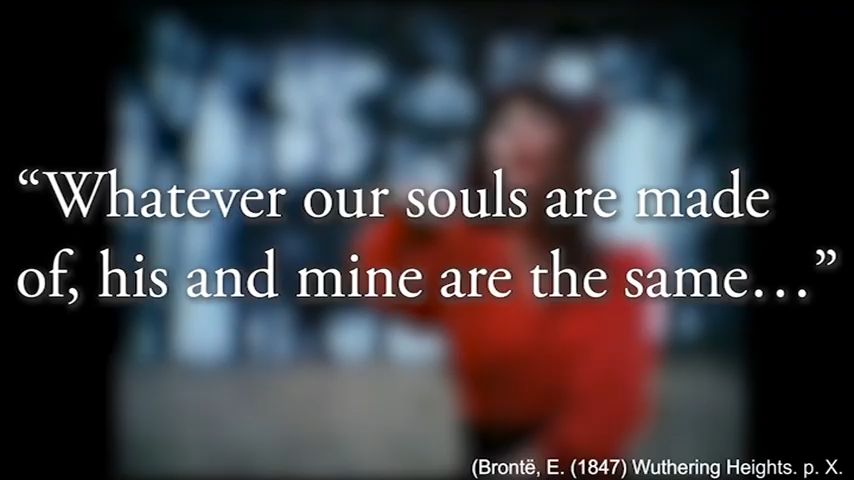 “Whatever our souls are made
of, his and mine are the same…”
(Brontë, E. (1847) Wuthering Heights. p. X.